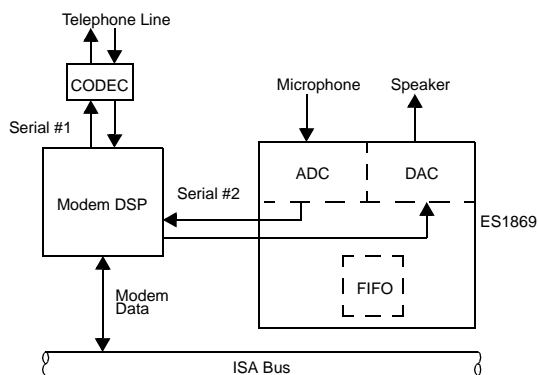 Telephone Line
CODEC
Microphone
Speaker
Serial #1
ADC
DAC
Modem DSP
Serial #2
ES1869
FIFO
Modem
Data
ISA Bus